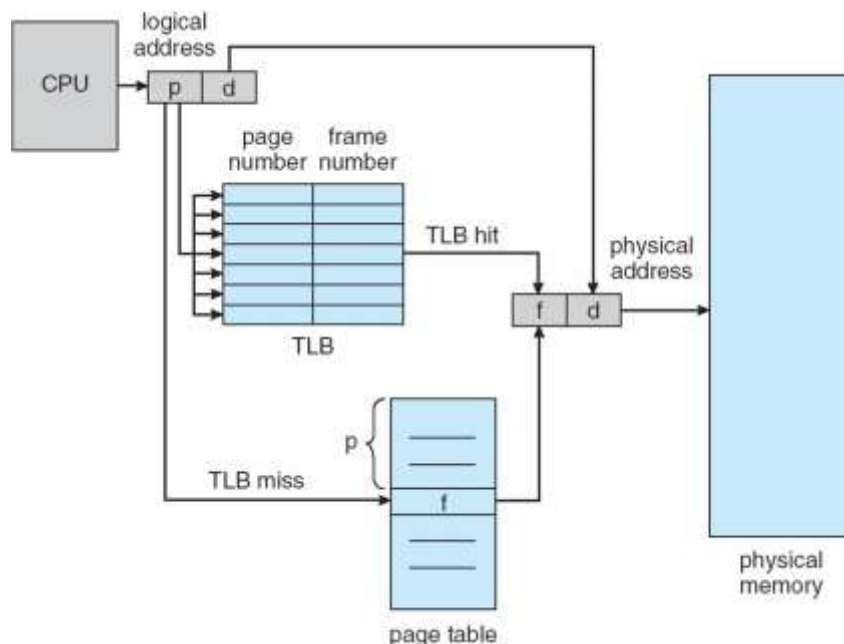 logical
address
CPU
p
d
page
number
frame
number
TLB hit
physical
address
f
d
TLB
p
TLB miss
f
physical
memory
page table